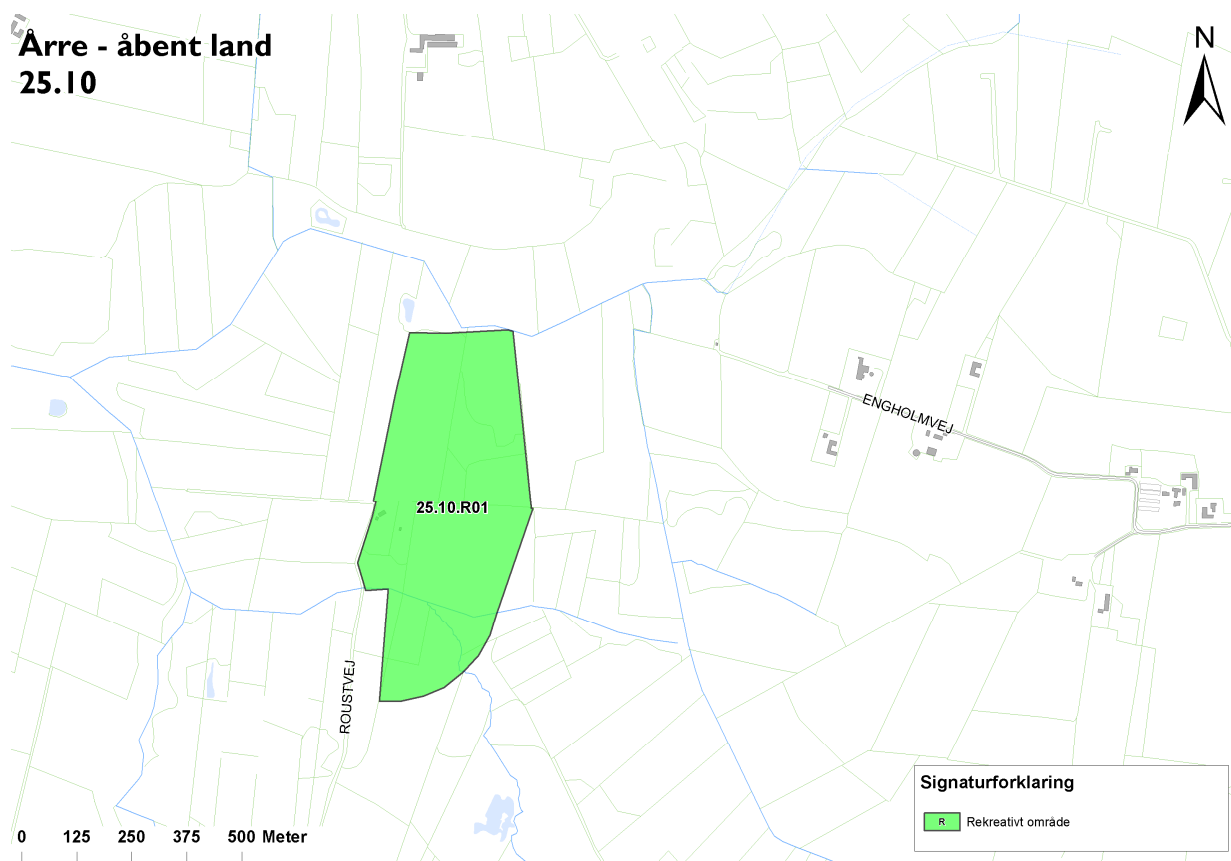 Årre - åbent land
25.10
N
ENGHOLMVEJ
25.10.R01
ROUSTVEJ
Signaturforklaring
R Rekreativt område
0 125 250 375 500 Meter